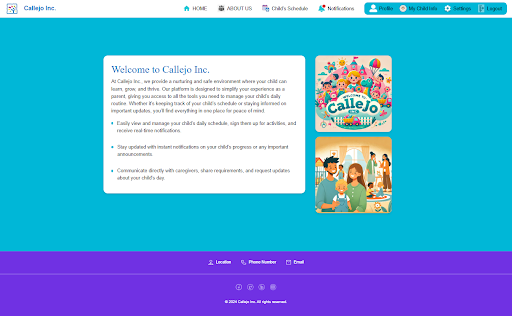 Callejo Inc.
HOME
ABOUT US
Child's Schedule
Notifications
Profile
My Child Info
Settings
Logout
Welcome to Callejo Inc.
At Callejo Inc., we provide a nurturing and safe environment where your child can
learn, grow, and thrive. Our platform is designed to simplify your experience as a
parent, giving you access to all the tools you need to manage your child's daily
routine. Whether it's keeping track of your child's schedule or staying informed on
important updates, you'll find everything in one place for peace of mind.
Easily view and manage your child's daily schedule, sign them up for activities, and
receive real-time notifications.
Stay updated with instant notifications on your child's progress or any important
announcements.
Communicate directly with caregivers, share requirements, and request updates
about your child's day.
WELCOME TO
CalleJo
Location
Phone Number
Email
© 2024 Callejo Inc. All rights reserved.